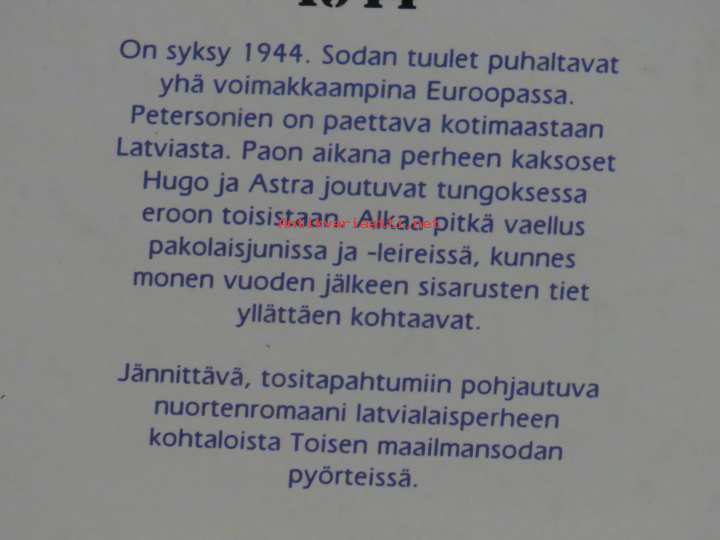 1944
On syksy 1944. Sodan tuulet puhaltavat
yhä voimakkaampina Euroopassa.
Petersonien on paettava kotimaastaan
Latviasta. Paon aikana perheen kaksoset
Hugo ja Astra joutuvat tungoksessa
eroon toisistaan. Alkaa pitkä vaellus
pakolaisjunissa ja -leireissä, kunnes
monen vuoden jälkeen sisarusten tiet
yllättäen kohtaavat.
Jännittävä, tositapahtumiin pohjautuva
nuortenromaani latvialaisperheen
kohtaloista Toisen maailmansodan
pyörteissä.